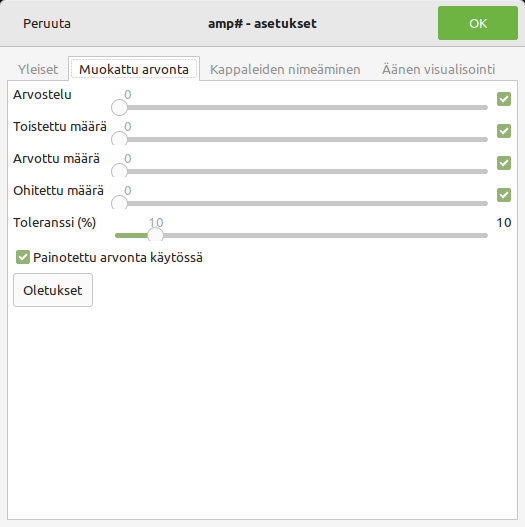 Peruuta
amp# - asetukset
OK
Yleiset
Muokattu arvonta
Kappaleiden nimeäminen
Äänen visualisointi
Arvostelu
0
Toistettu määrä
0
Arvottu määrä
0
Ohitettu määrä
0
Toleranssi (%)
10
10
Painotettu arvonta käytössä
Oletukset